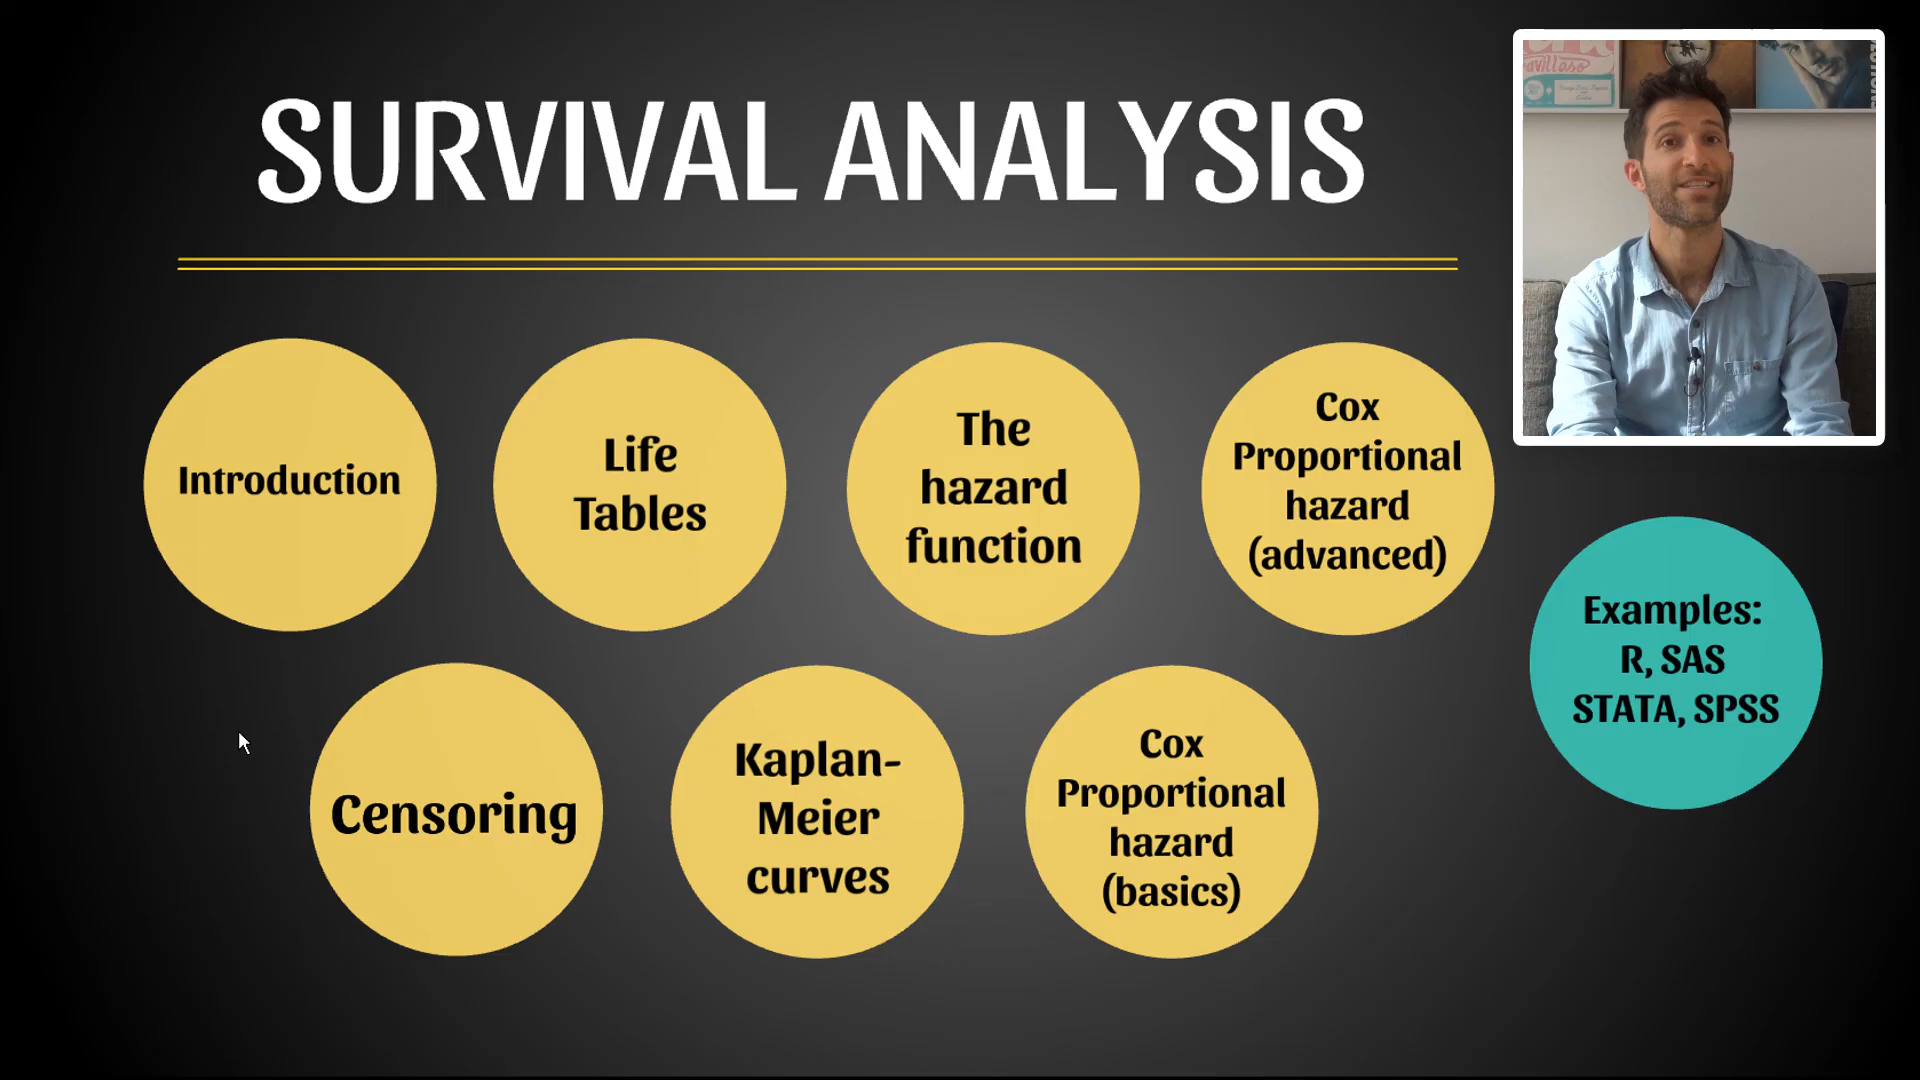 SURVIVAL ANALYSIS
Introduction
Life
Tables
The
hazard
function
Cox
Proportional
hazard
(advanced)
Censoring
Kaplan-
Meier
curves
Cox
Proportional
hazard
(basics)
Examples:
R, SAS
STATA, SPSS